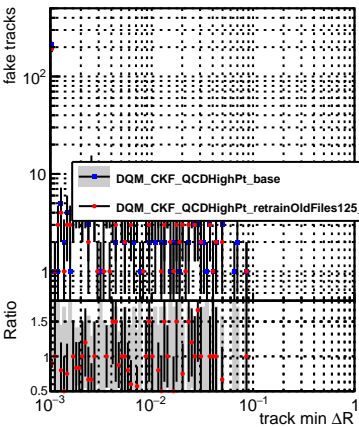 fake tracks
10²
10
1
DQM_CKF_QCDHighPt_base
DQM_CKF_QCDHighPt_retrainOldFiles125_
Ratio
1.5
1
0.5
10⁻³ 10⁻² 10⁻¹ 1
track min ΔR